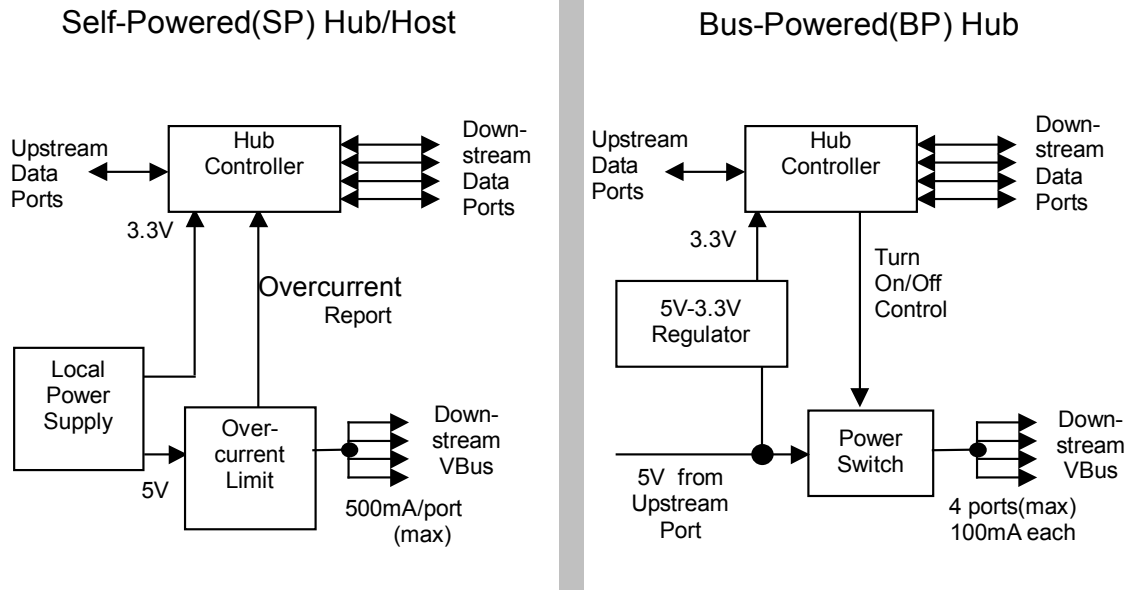 Self-Powered(SP) Hub/Host
Upstream
Data
Ports
Hub
Controller
Down-
stream
Data
Ports
3.3V
Overcurrent
Report
Local
Power
Supply
5V
Over-
current
Limit
Down-
stream
VBus
500mA/port
(max)
Bus-Powered(BP) Hub
Upstream
Data
Ports
Hub
Controller
Down-
stream
Data
Ports
3.3V
Turn
On/Off
Control
5V-3.3V
Regulator
5V from
Upstream
Port
Power
Switch
Down-
stream
VBus
4 ports(max)
100mA each